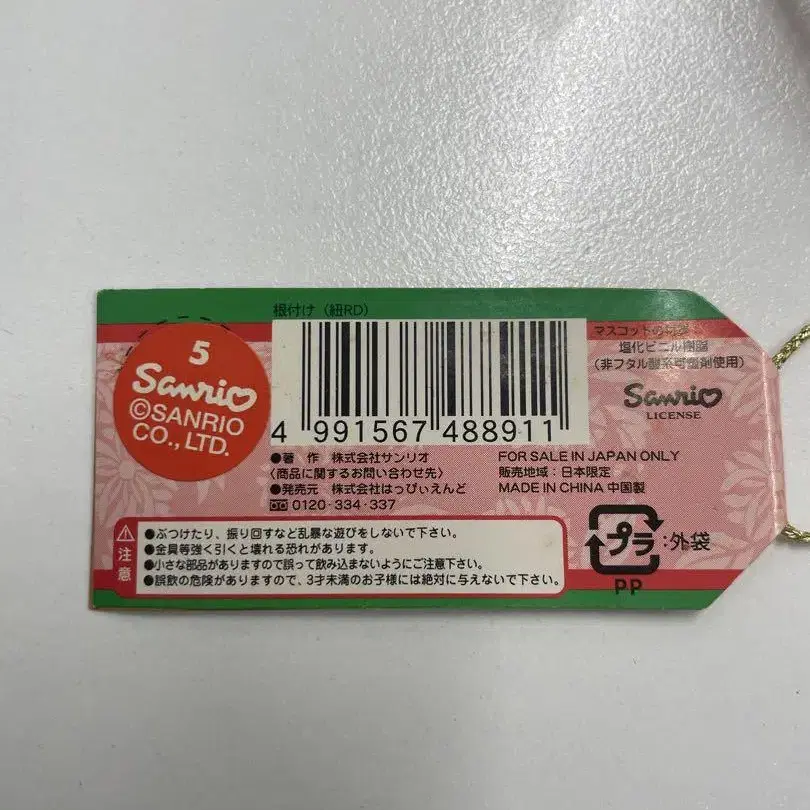 根付け（紐RD）
5
Sanrio
©SANRIO
CO., LTD.
4 991567 488911
マスコットの材質
塩化ビニル樹脂
（非フタル酸系可塑剤使用）
Sanrio
LICENSE
●著 作 株式会社サンリオ
〈商品に関するお問い合わせ先〉
●発売元 株式会社はっぴぃえんど
0120-334-337
FOR SALE IN JAPAN ONLY
販売地域：日本限定
MADE IN CHINA 中国製
注意
●ぶつけたり、振り回すなど乱暴な遊びをしないで下さい。
●金具等強く引くと壊れる恐れがあります。
●小さな部品がありますので誤って飲み込まないようにご注意下さい。
●誤飲の危険がありますので、3才未満のお子様には絶対に与えないで下さい。
プラ :外袋
PP